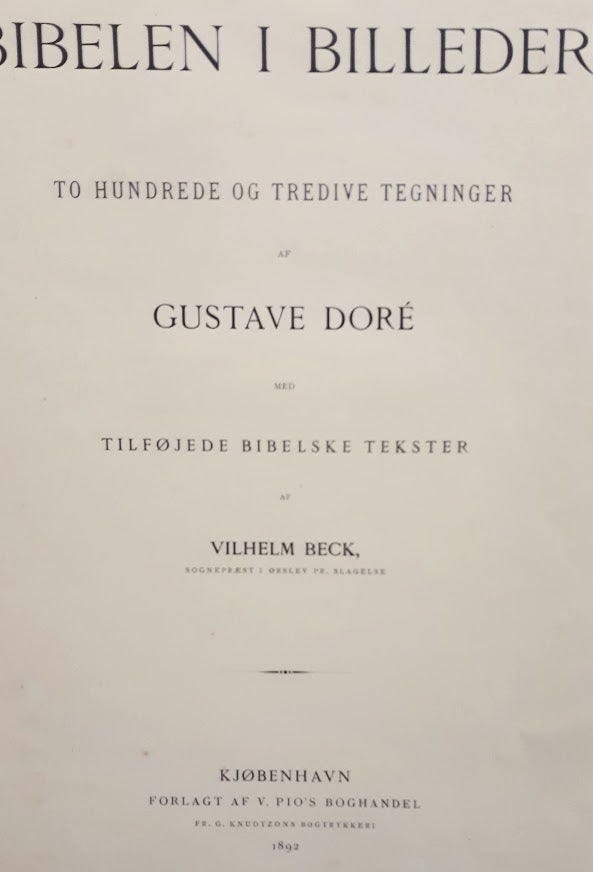 BIBELEN I BILLEDER
TO HUNDREDE OG TREDIVE TEGNINGER
AF
GUSTAVE DORÉ
MED
TILFØJEDE BIBELSKE TEKSTER
AF
VILHELM BECK,
SOGNEPRÆST I ØRSLEV PR. SLAGELSE
KJØBENHAVN
FORLAGT AF V. PIO'S BOGHANDEL
FR. G. KNUDTZONS BOGTRYKKERI
1892